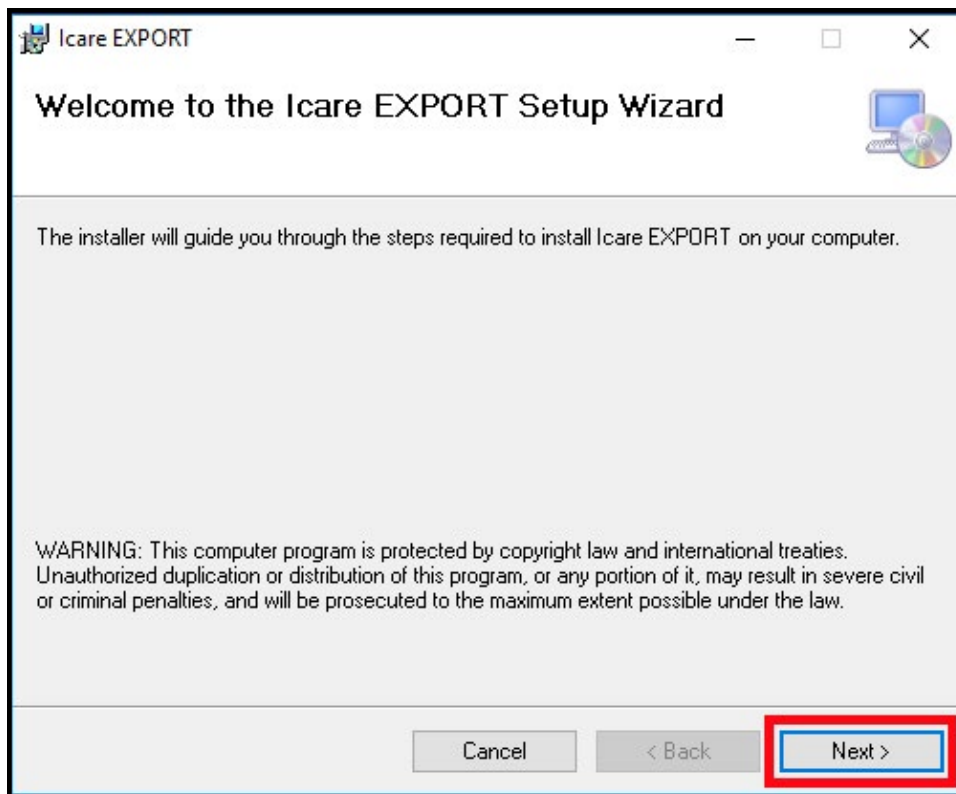 Icare EXPORT
Welcome to the Icare EXPORT Setup Wizard
The installer will guide you through the steps required to install Icare EXPORT on your computer.
WARNING: This computer program is protected by copyright law and international treaties.
Unauthorized duplication or distribution of this program, or any portion of it, may result in severe civil
or criminal penalties, and will be prosecuted to the maximum extent possible under the law.
Cancel
< Back
Next >